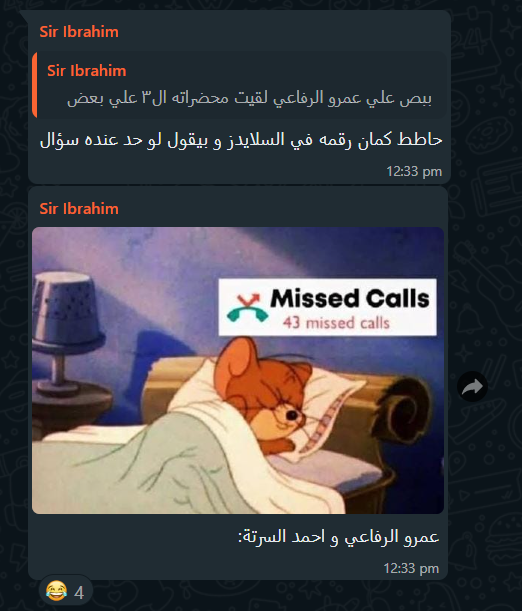 Sir Ibrahim
Sir Ibrahim
ببص علي عمرو الرفاعي لقيت محضراته ال٣ علي بعض
حاطط كمان رقمه في السلايدز و بيقول لو حد عنده سؤال
12:33 pm
Sir Ibrahim
Missed Calls
43 missed calls
عمرو الرفاعي و احمد السرتة:
12:33 pm
😂 4